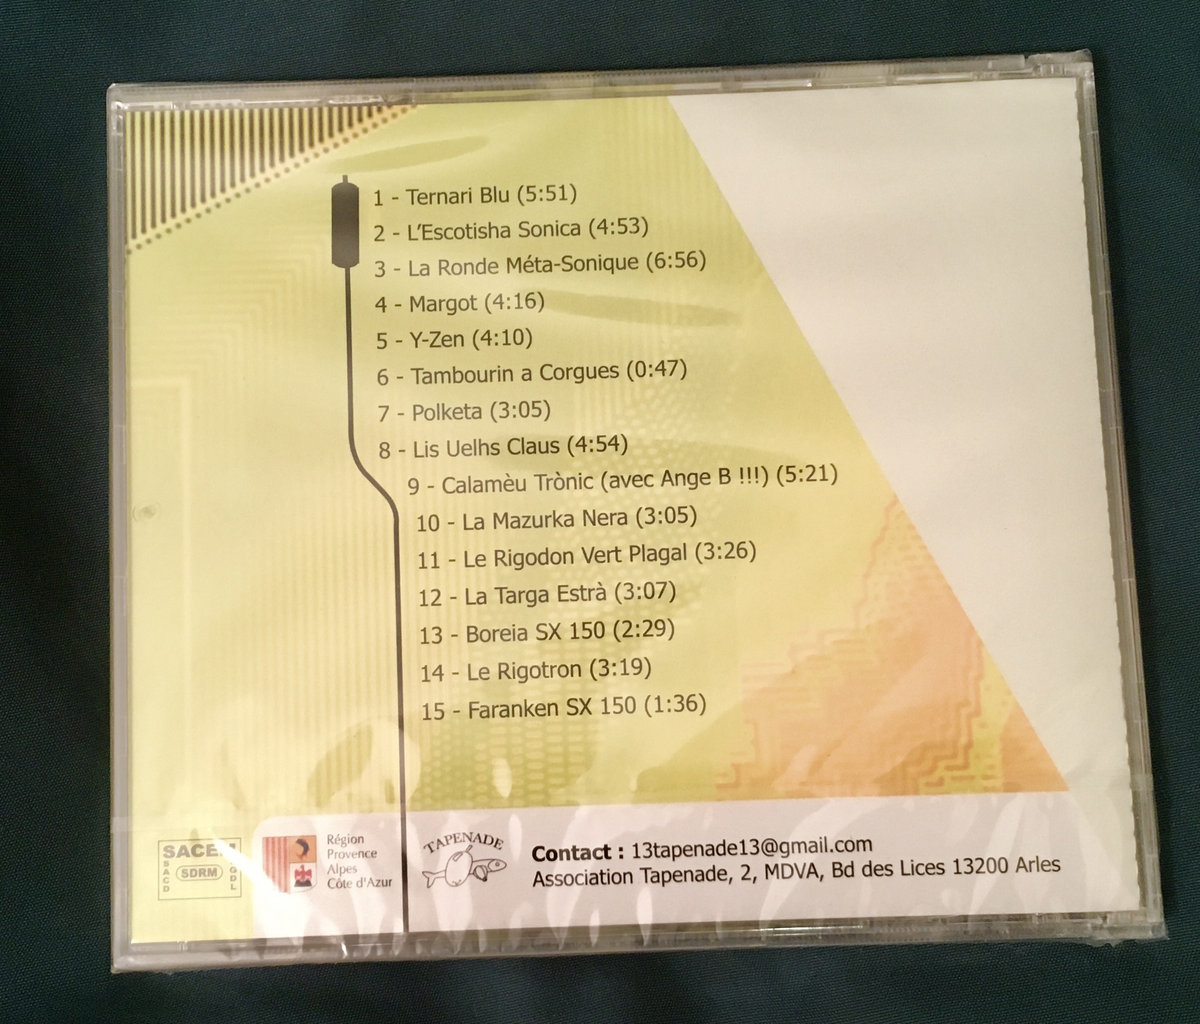 1 - Ternari Blu (5:51)
2 - L'Escotisha Sonica (4:53)
3 - La Ronde Méta-Sonique (6:56)
4 - Margot (4:16)
5 - Y-Zen (4:10)
6 - Tambourin a Corgues (0:47)
7 - Polketa (3:05)
8 - Lis Uelhs Claus (4:54)
9 - Calamèu Trònic (avec Ange B !!!) (5:21)
10 - La Mazurka Nera (3:05)
11 - Le Rigodon Vert Plagal (3:26)
12 - La Targa Estrà (3:07)
13 - Boreia SX 150 (2:29)
14 - Le Rigotron (3:19)
15 - Faranken SX 150 (1:36)
SACEM
SACD
SDRM
SGDL
Région
Provence
Alpes
Côte d'Azur
TAPENADE
Contact : 13tapenade13@gmail.com
Association Tapenade, 2, MDVA, Bd des Lices 13200 Arles